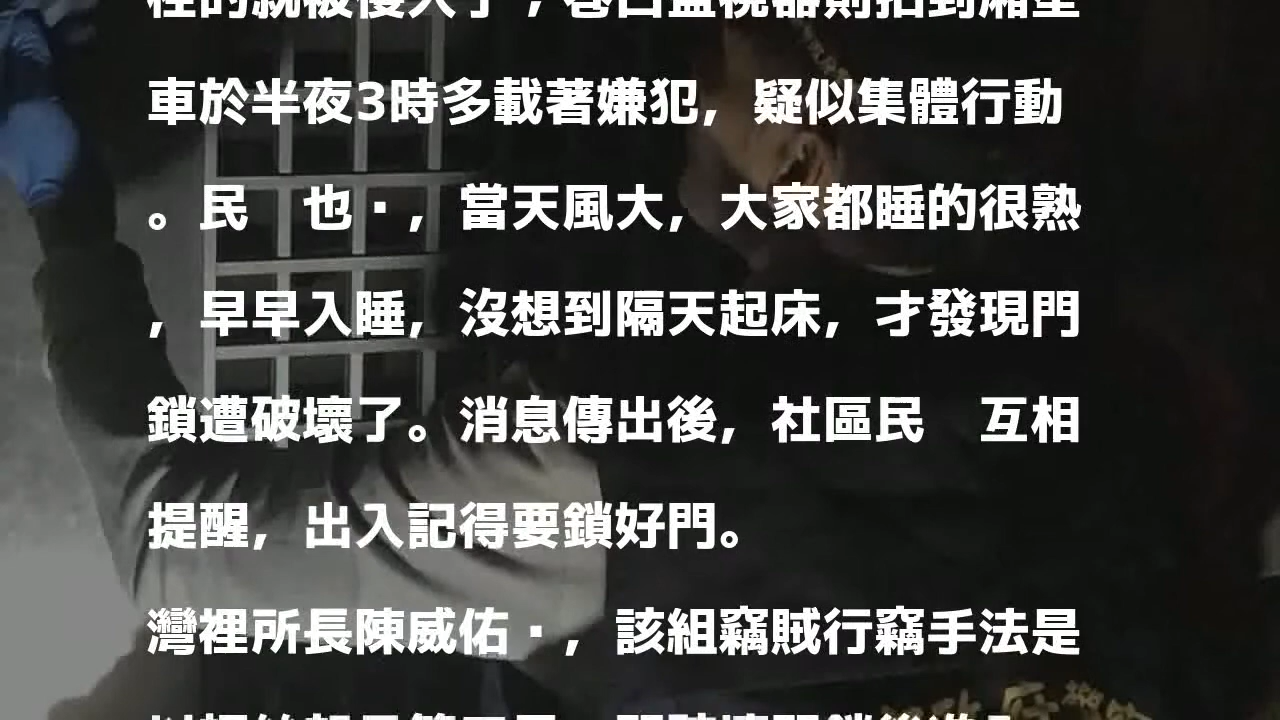 車於半夜3時多載著嫌犯，疑似集體行動
。民　也·，當天風大，大家都睡的很熟
，早早入睡，沒想到隔天起床，才發現門
鎖遭破壞了。消息傳出後，社區民　互相
提醒，出入記得要鎖好門。
灣裡所長陳威佑·，該組竊賊行竊手法是